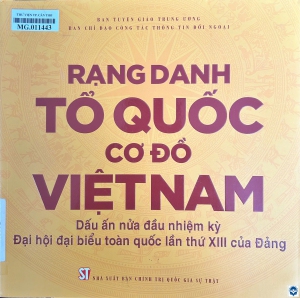 THƯ VIỆN
MG.011443
BAN TUYÊN GIÁO TRUNG ƯƠNG
BAN CHỈ ĐẠO CÔNG TÁC THÔNG TIN ĐỐI NGOẠI
RẠNG DANH
TỔ QUỐC
CƠ ĐỒ
VIỆT NAM
Dấu ấn nửa đầu nhiệm kỳ
Đại hội đại biểu toàn quốc lần thứ XIII của Đảng
ST NHÀ XUẤT BẢN CHÍNH TRỊ QUỐC GIA SỰ THẬT